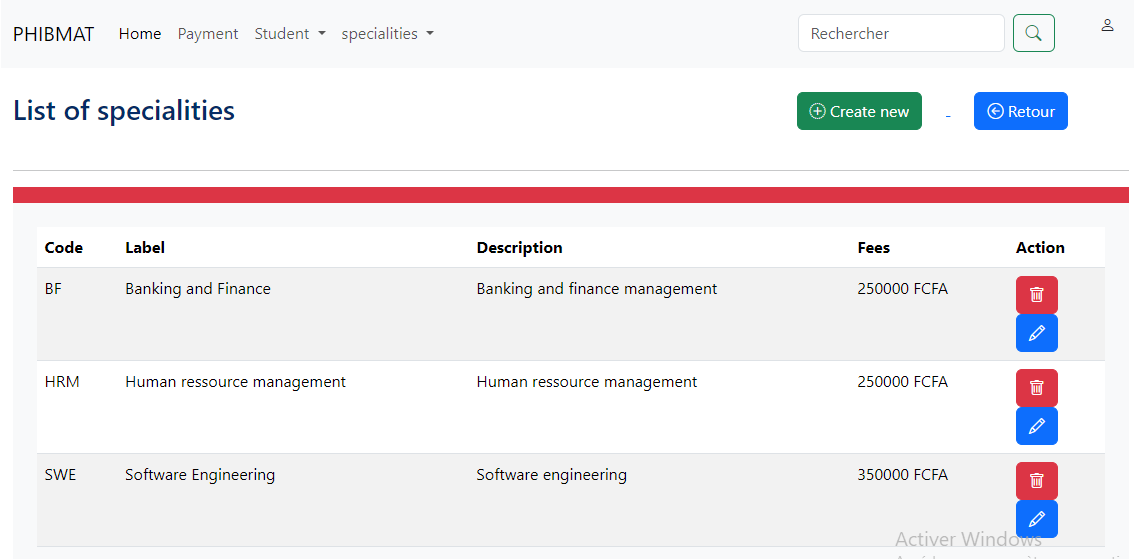 PHIBMAT Home Payment Student specialities Rechercher
List of specialities Create new - Retour
Code Label Description Fees Action
BF Banking and Finance Banking and finance management 250000 FCFA
HRM Human ressource management Human ressource management 250000 FCFA
SWE Software Engineering Software engineering 350000 FCFA
Activer Windows